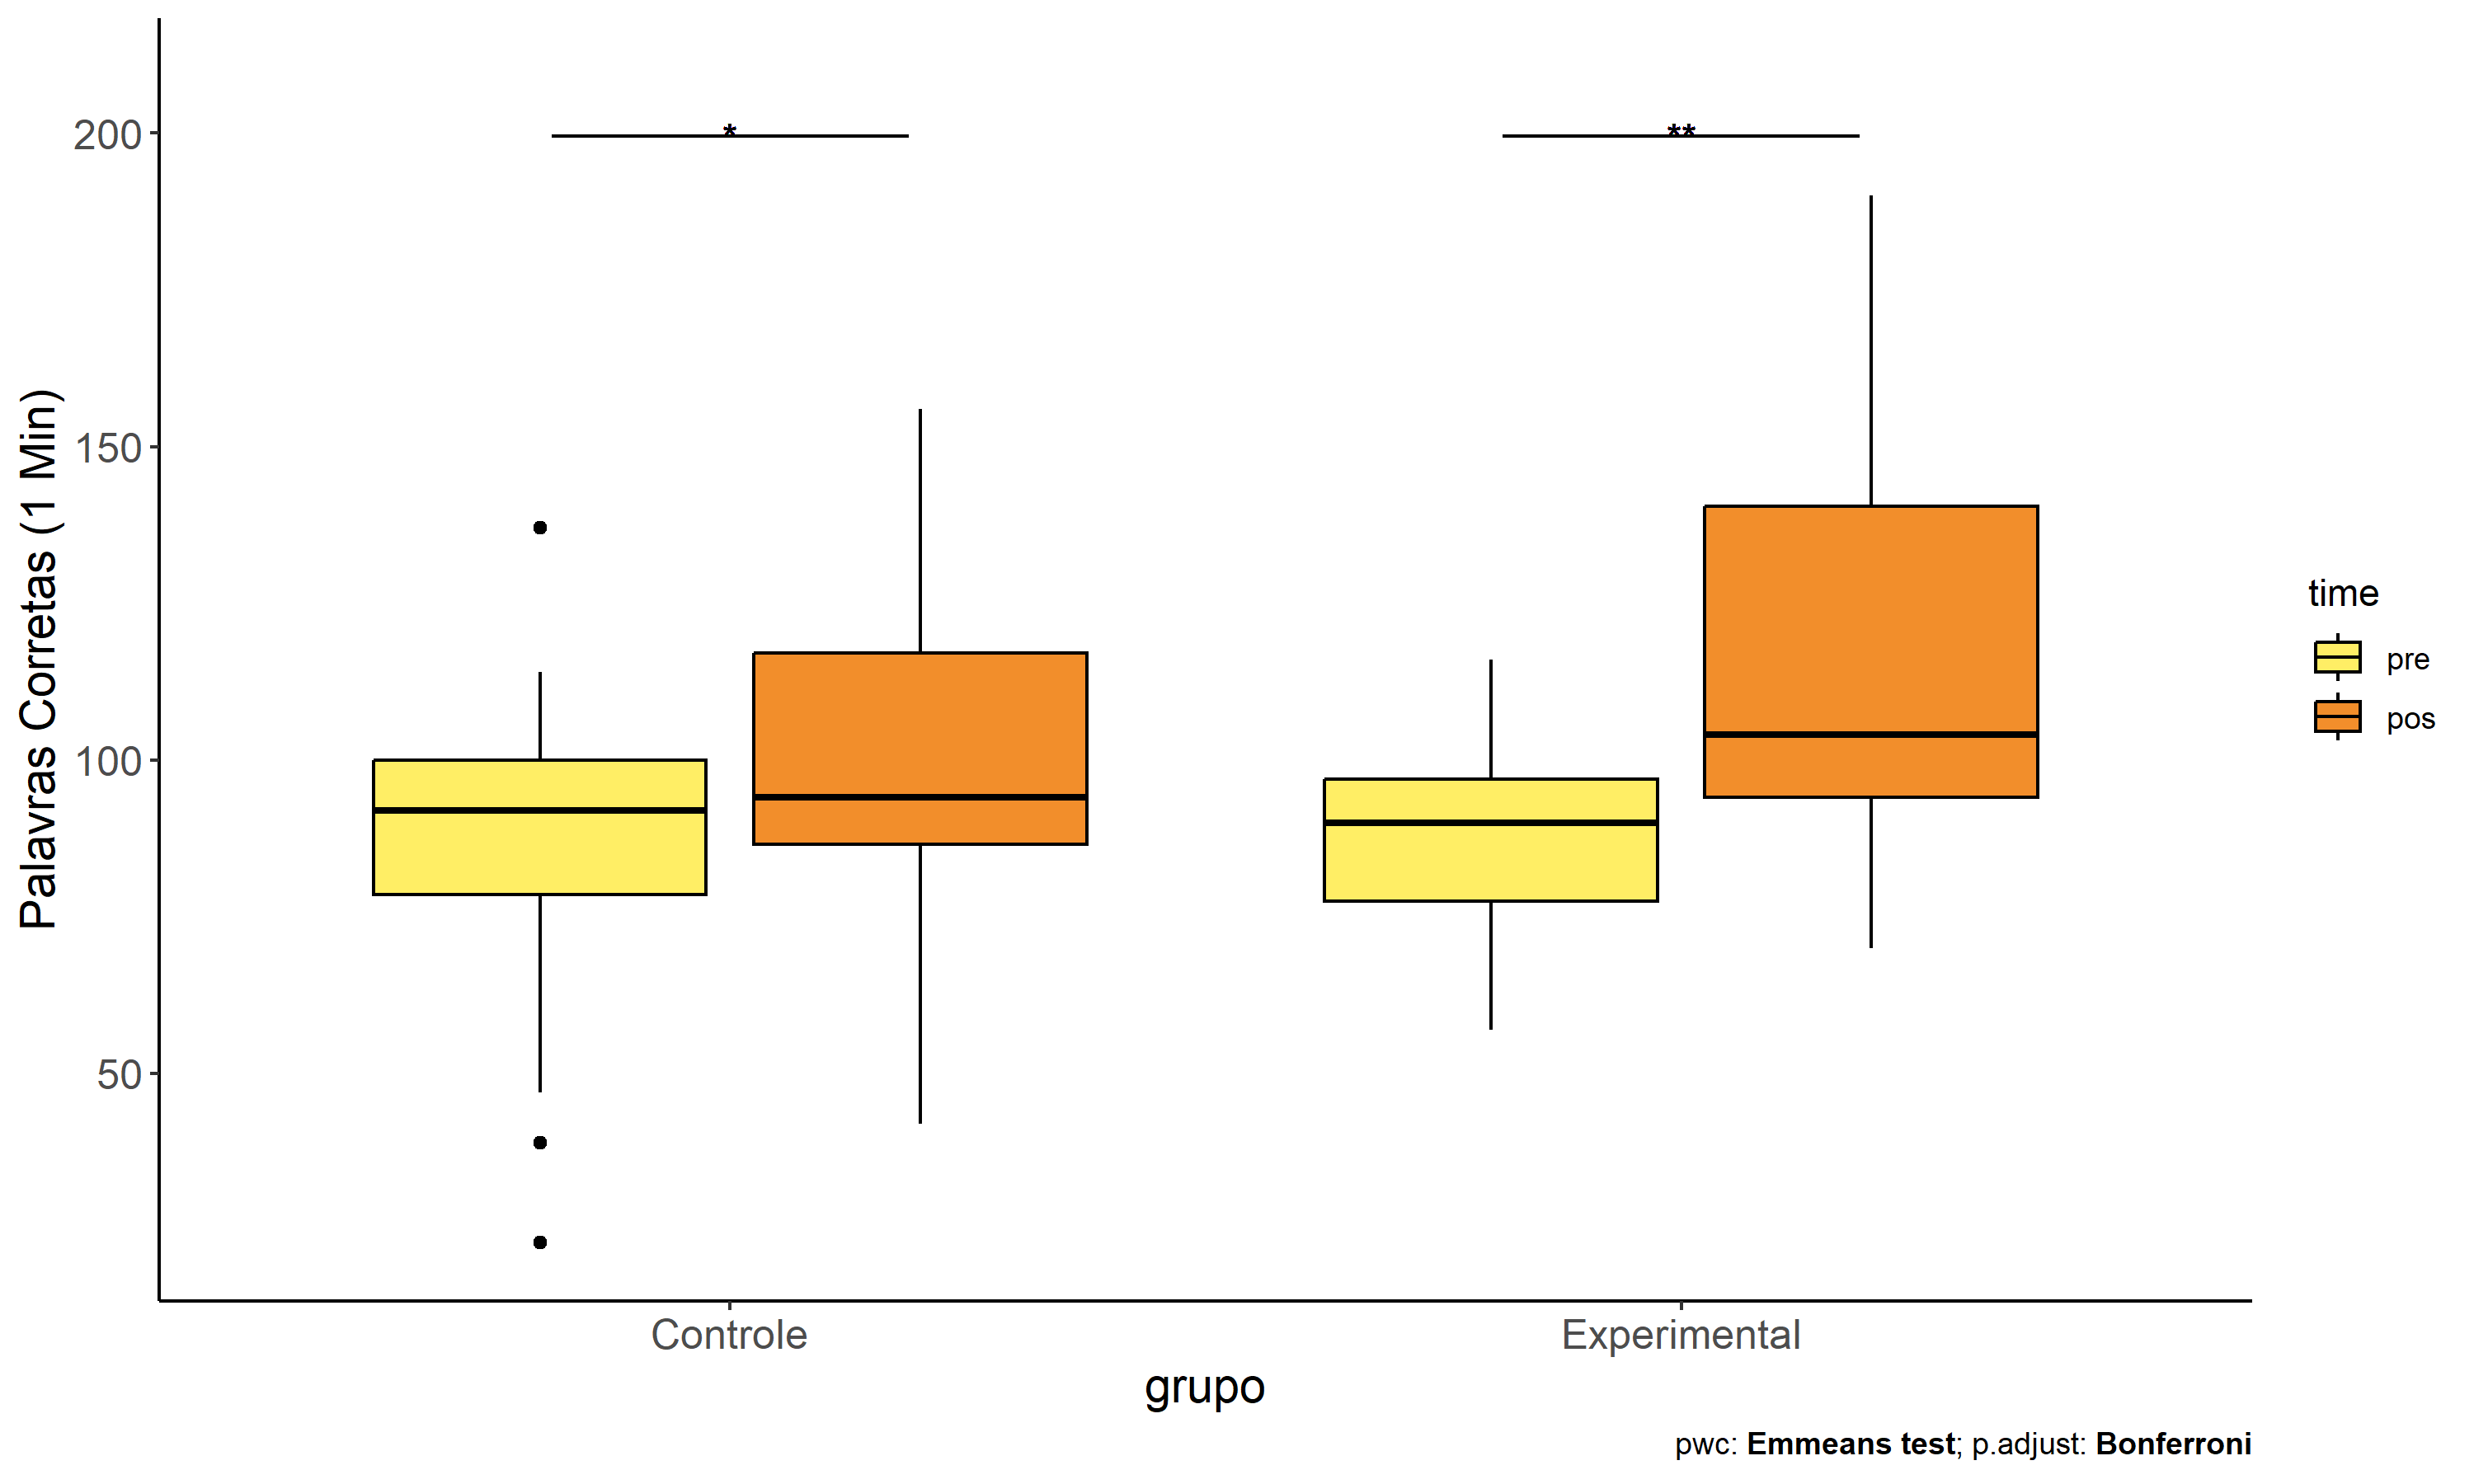 Palavras Corretas (1 Min)
200
150
100
50
*
**
Controle
Experimental
grupo
time
pre
pos
pwc: Emmeans test; p.adjust: Bonferroni